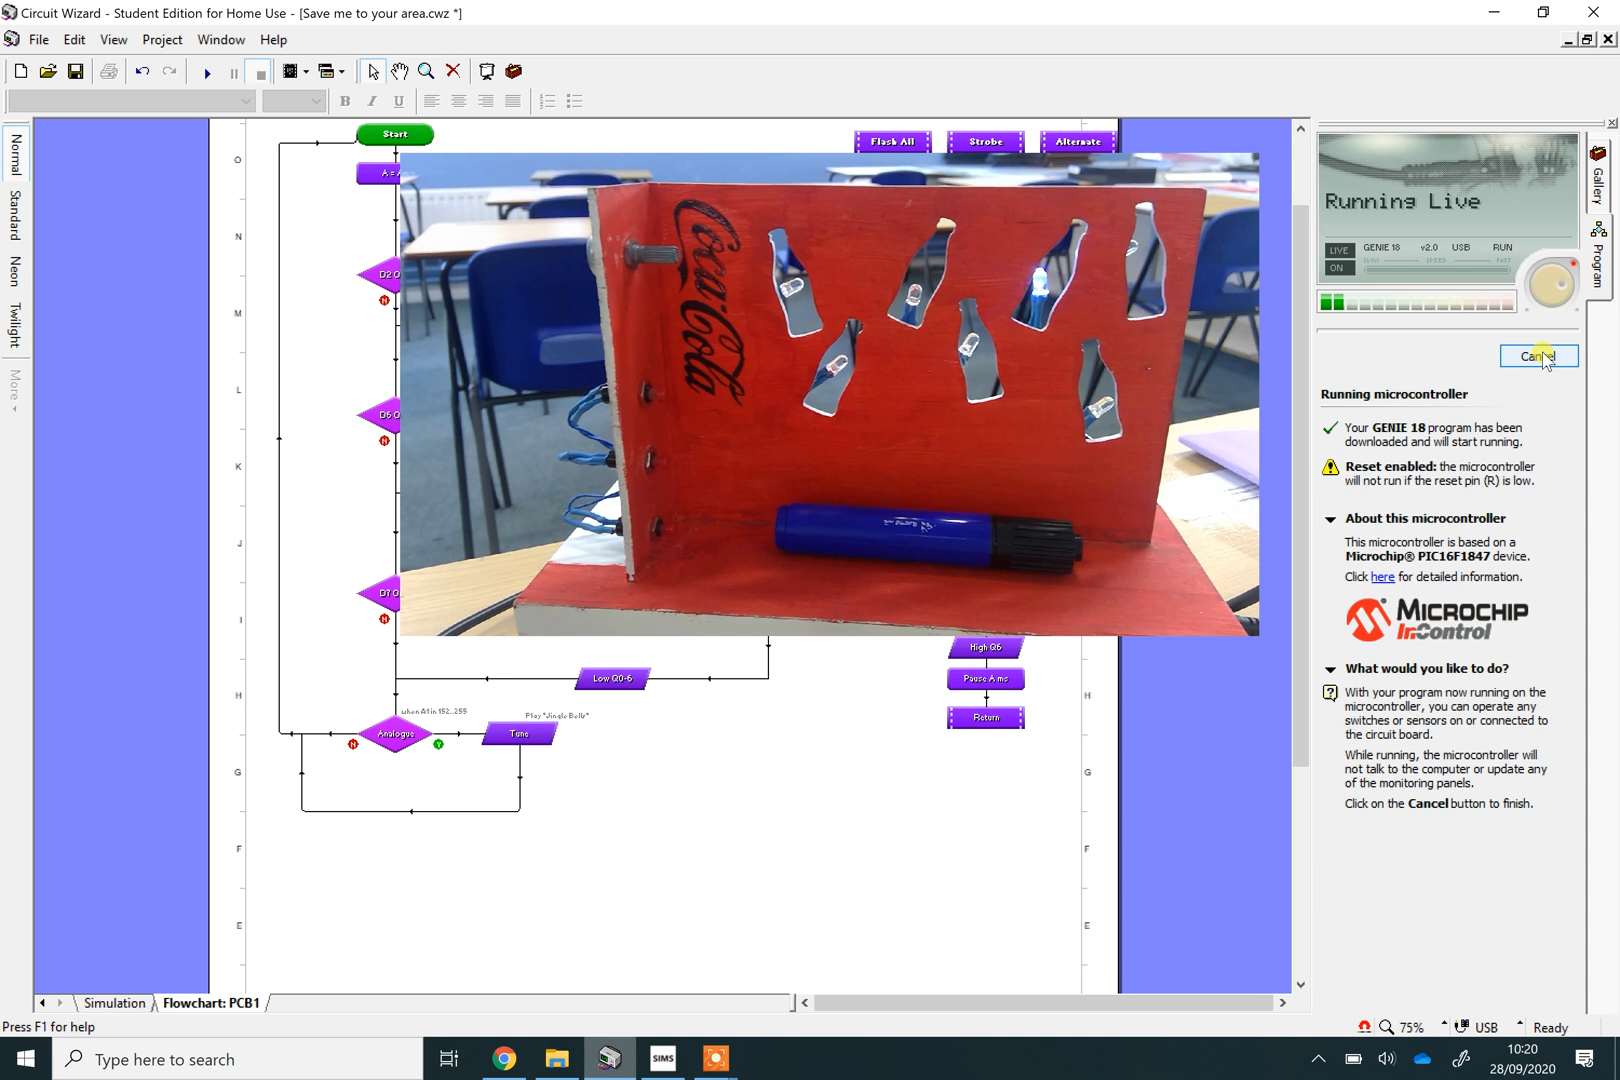 Circuit Wizard - Student Edition for Home Use - [Save me to your area.cwz *]
File Edit View Project Window Help
B I U
Normal
Standard
Neon
Twilight
More
Start
A = A
D2 O
N
D6 O
N
D7 O
N
Flash All Strobe Alternate
Coca Cola
High Q6
Low Q0-6
Pause A ms
Return
when A1 in 152..255
Play "Jingle Bells"
Analogue
Tune
N
Y
O
N
M
L
K
J
I
H
G
F
E
I
H
G
F
E
Running Live
LIVE GENIE 18 v2.0 USB RUN
ON SLOW SPEED FAST
Gallery
Program
Cancel
Running microcontroller
Your GENIE 18 program has been
downloaded and will start running.
Reset enabled: the microcontroller
will not run if the reset pin (R) is low.
About this microcontroller
This microcontroller is based on a
Microchip® PIC16F1847 device.
Click here for detailed information.
MICROCHIP
InControl
What would you like to do?
With your program now running on the
microcontroller, you can operate any
switches or sensors on or connected to
the circuit board.
While running, the microcontroller will
not talk to the computer or update any
of the monitoring panels.
Click on the Cancel button to finish.
Simulation Flowchart: PCB1
Press F1 for help
75% USB Ready
Type here to search
SIMS
10:20
28/09/2020